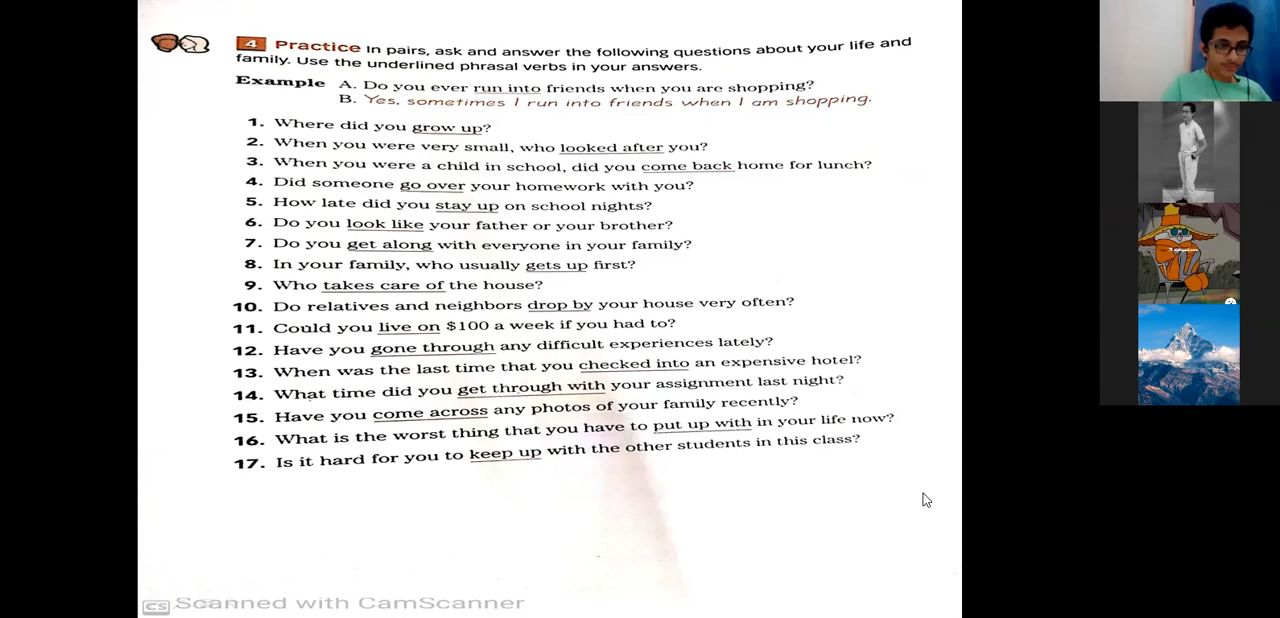 4 Practice In pairs, ask and answer the following questions about your life and
family. Use the underlined phrasal verbs in your answers.
Example A. Do you ever run into friends when you are shopping?
B. Yes, sometimes I run into friends when I am shopping.
1. Where did you grow up?
2. When you were very small, who looked after you?
3. When you were a child in school, did you come back home for lunch?
4. Did someone go over your homework with you?
5. How late did you stay up on school nights?
6. Do you look like your father or your brother?
7. Do you get along with everyone in your family?
8. In your family, who usually gets up first?
9. Who takes care of the house?
10. Do relatives and neighbors drop by your house very often?
11. Could you live on $100 a week if you had to?
12. Have you gone through any difficult experiences lately?
13. When was the last time that you checked into an expensive hotel?
14. What time did you get through with your assignment last night?
15. Have you come across any photos of your family recently?
16. What is the worst thing that you have to put up with in your life now?
17. Is it hard for you to keep up with the other students in this class?
CS Scanned with CamScanner